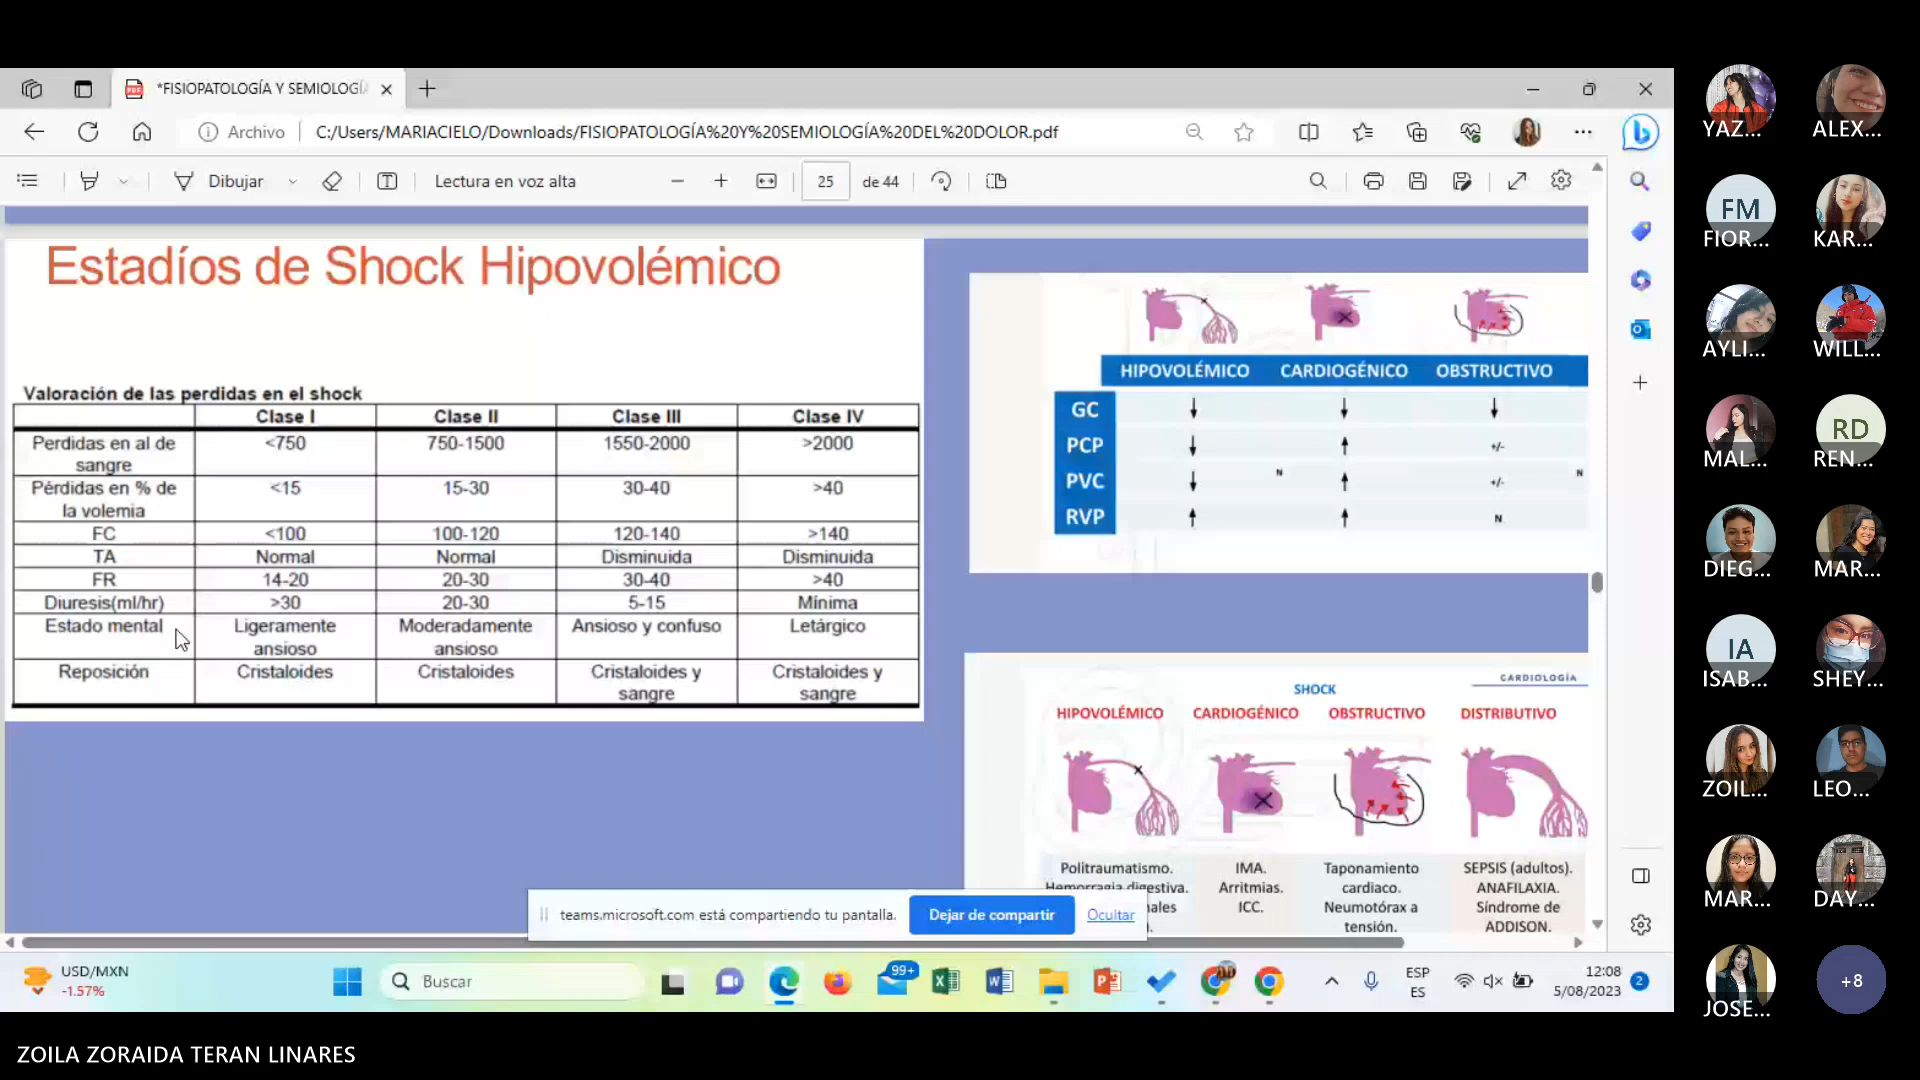 *FISIOPATOLOGÍA Y SEMIOLOGÍA
Archivo
C:/Users/MARIACIELO/Downloads/FISIOPATOLOGÍA%20Y%20SEMIOLOGÍA%20DEL%20DOLOR.pdf
Dibujar
Lectura en voz alta
25 de 44
Estadíos de Shock Hipovolémico
Valoración de las perdidas en el shock
Clase I Clase II Clase III Clase IV
Perdidas en al de sangre <750 750-1500 1550-2000 >2000
Pérdidas en % de la volemia <15 15-30 30-40 >40
FC <100 100-120 120-140 >140
TA Normal Normal Disminuida Disminuida
FR 14-20 20-30 30-40 >40
Diuresis(ml/hr) >30 20-30 5-15 Mínima
Estado mental Ligeramente ansioso Moderadamente ansioso Ansioso y confuso Letárgico
Reposición Cristaloides Cristaloides Cristaloides y sangre Cristaloides y sangre
HIPOVOLÉMICO CARDIOGÉNICO OBSTRUCTIVO
GC ↓ ↓ ↓
PCP ↓ ↑ +/-
PVC ↓ N ↑ +/- N
RVP ↑ ↑ N
CARDIOLOGÍA
SHOCK
HIPOVOLÉMICO CARDIOGÉNICO OBSTRUCTIVO DISTRIBUTIVO
Politraumatismo.
Hemorragia digestiva.
IMA.
Arritmias.
ICC.
Taponamiento
cardiaco.
Neumotórax a
tensión.
SEPSIS (adultos).
ANAFILAXIA.
Síndrome de
ADDISON.
teams.microsoft.com está compartiendo tu pantalla.
Dejar de compartir
Ocultar
USD/MXN
-1.57%
Buscar
99+
ESP
ES
12:08
5/08/2023
2
YAZ... ALEX...
FM
FIOR... KAR...
AYLI... WILL...
RD
MAL... REN...
DIEG... MAR...
IA
ISAB... SHEY...
ZOIL... LEO...
MAR... DAY...
JOSE... +8
ZOILA ZORAIDA TERAN LINARES